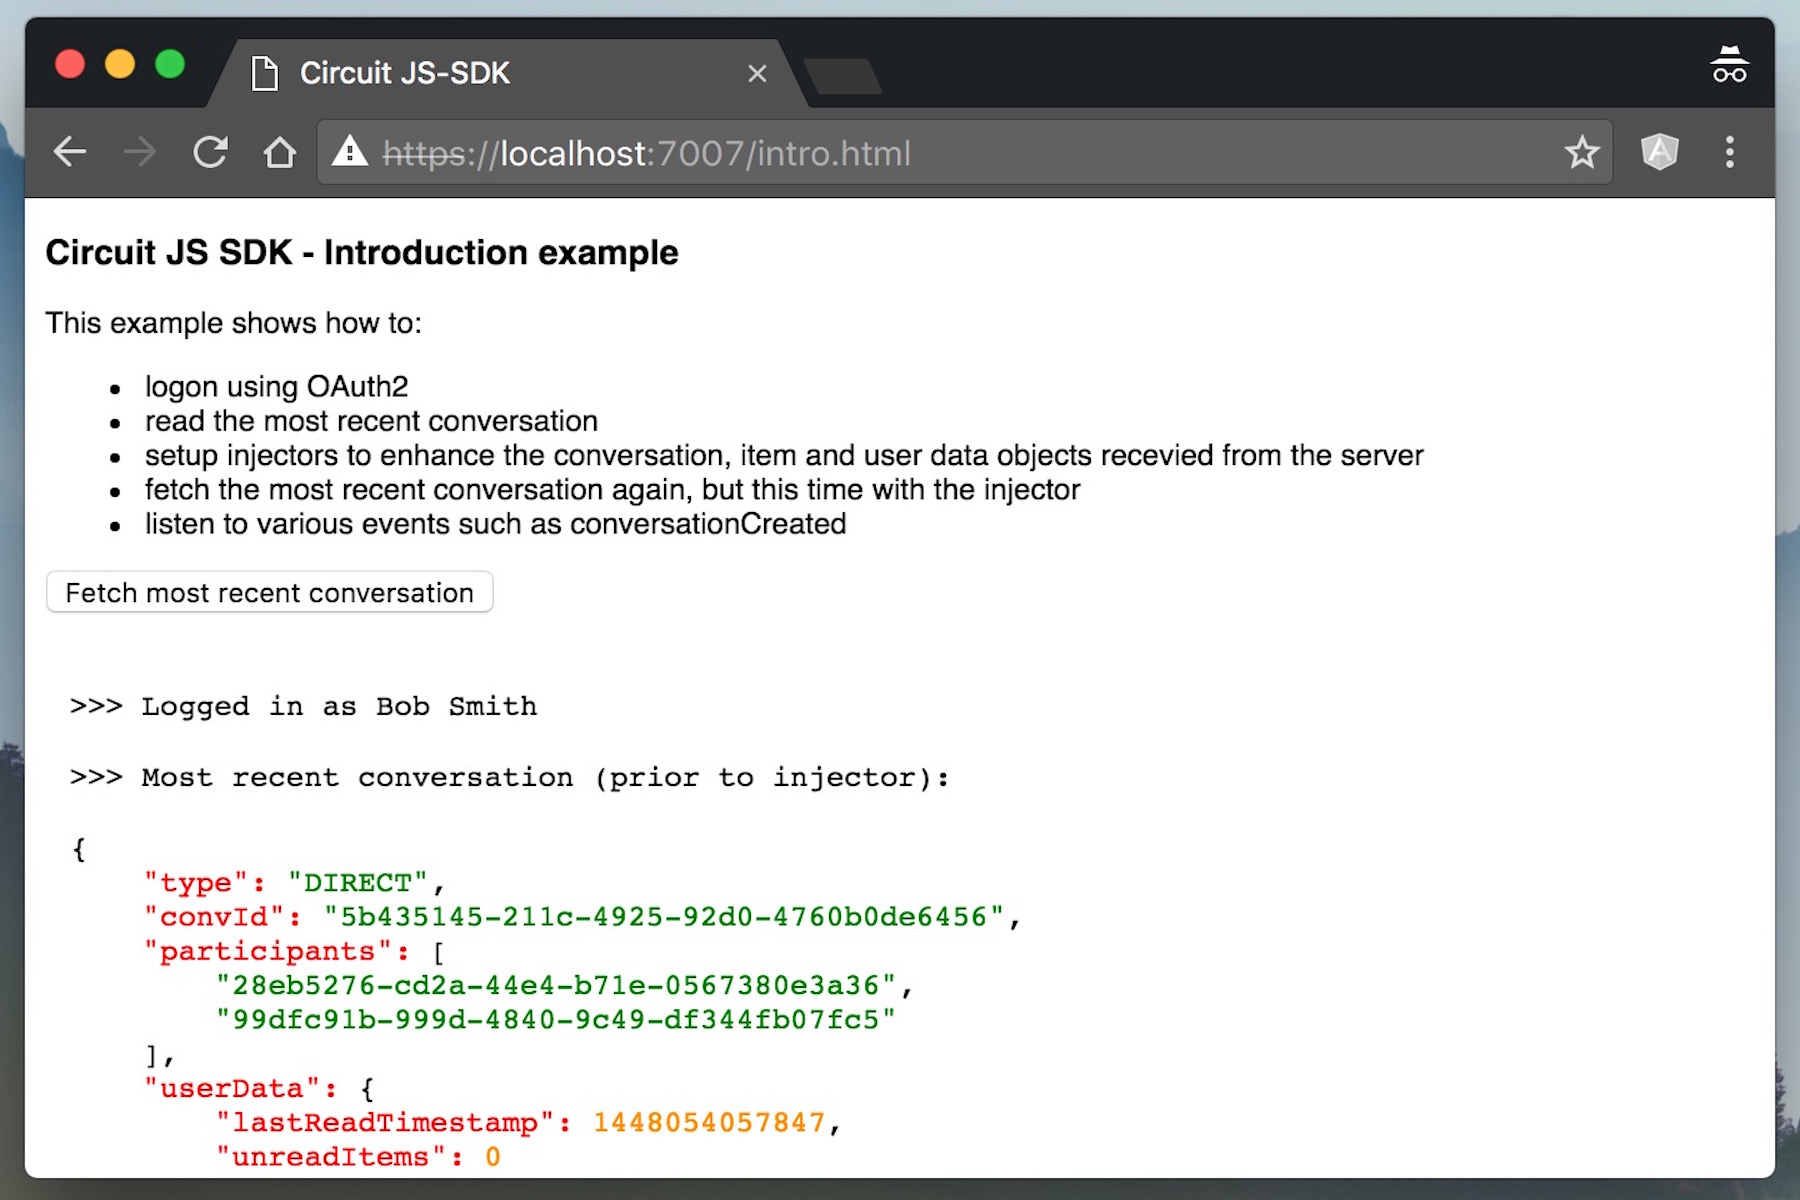 Circuit JS-SDK
https://localhost:7007/intro.html
Circuit JS SDK - Introduction example
This example shows how to:
logon using OAuth2
read the most recent conversation
setup injectors to enhance the conversation, item and user data objects recevied from the server
fetch the most recent conversation again, but this time with the injector
listen to various events such as conversationCreated
Fetch most recent conversation
>>> Logged in as Bob Smith
>>> Most recent conversation (prior to injector):
{
"type": "DIRECT",
"convId": "5b435145-211c-4925-92d0-4760b0de6456",
"participants": [
"28eb5276-cd2a-44e4-b71e-0567380e3a36",
"99dfc91b-999d-4840-9c49-df344fb07fc5"
],
"userData": {
"lastReadTimestamp": 1448054057847,
"unreadItems": 0